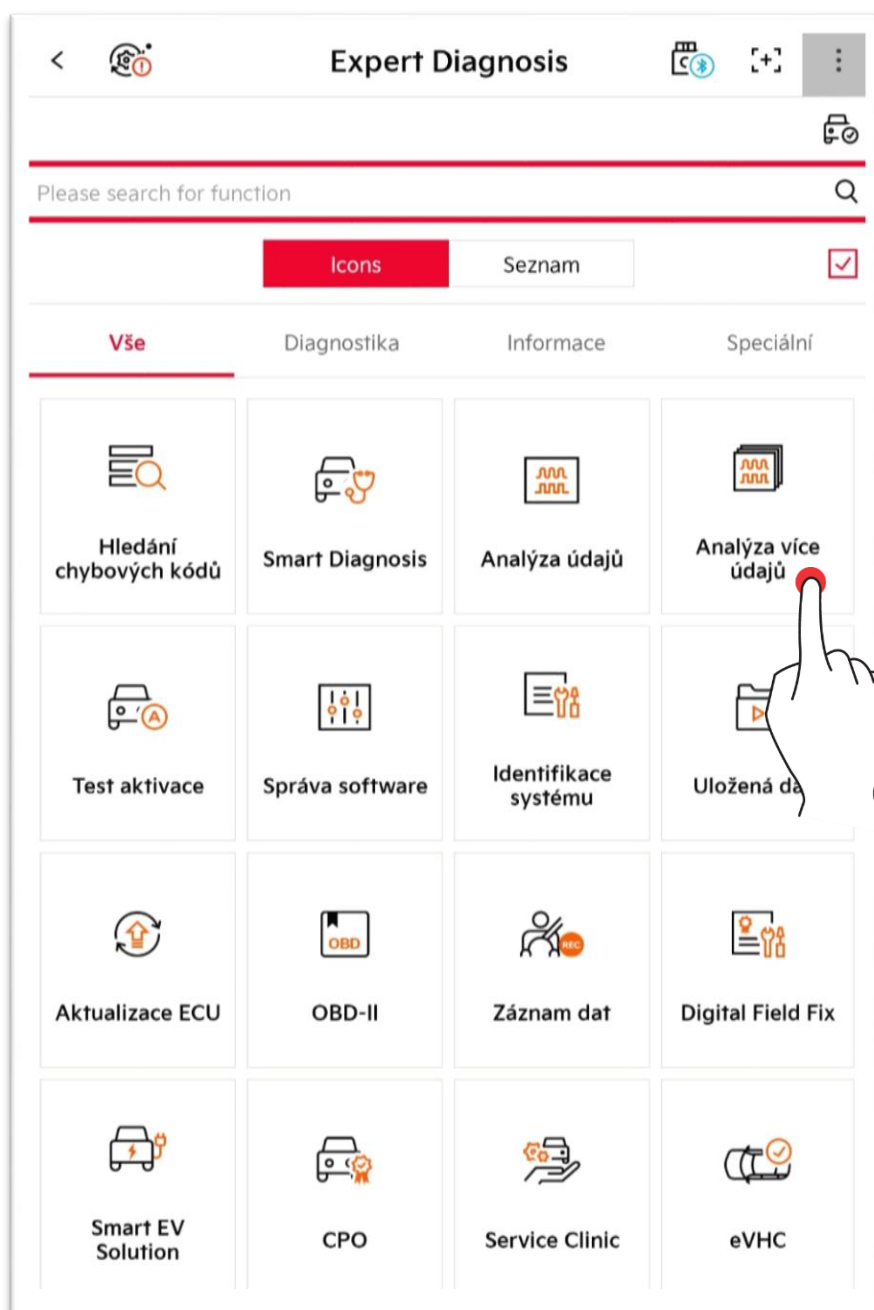 Expert Diagnosis
Please search for function
Icons
Seznam
Vše
Diagnostika
Informace
Speciální
Hledání
chybových kódů
Smart Diagnosis
Analýza údajů
Analýza více
údajů
A
Test aktivace
Správa software
Identifikace
systému
Uložená
Aktualizace ECU
OBD
OBD-II
REC
Záznam dat
Digital Field Fix
Smart EV
Solution
CPO
Service Clinic
eVHC